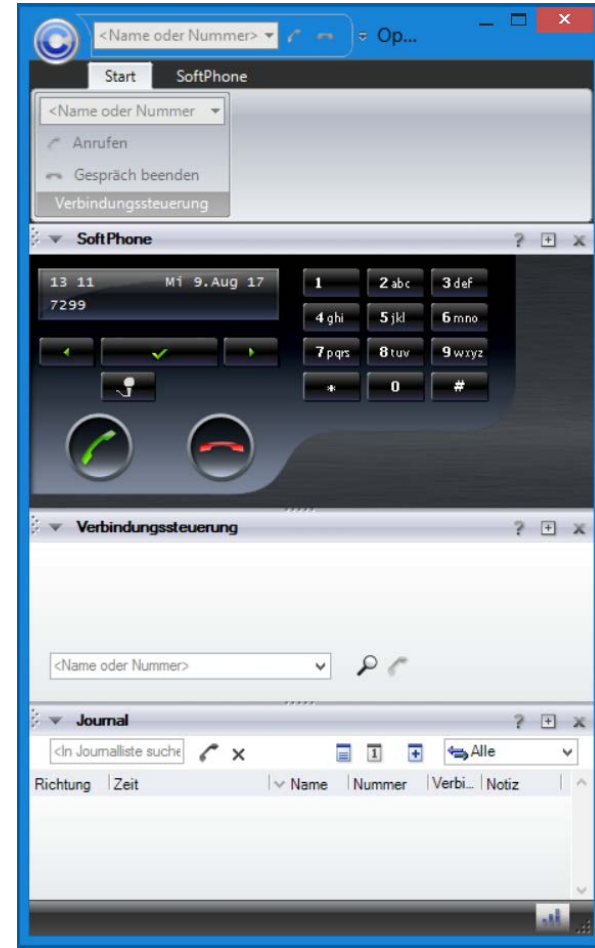 <Name oder Nummer> Op...
Start SoftPhone
<Name oder Nummer
Anrufen
Gespräch beenden
Verbindungssteuerung
SoftPhone ?
13 11 Mi 9.Aug 17
7299
1 2 abc 3 def
4 ghi 5 jkl 6 mno
7 pqrs 8 tuv 9 wxyz
* 0 #
Verbindungssteuerung ?
<Name oder Nummer>
Journal ?
<In Journalliste suche 1 Alle
Richtung Zeit Name Nummer Verbi... Notiz